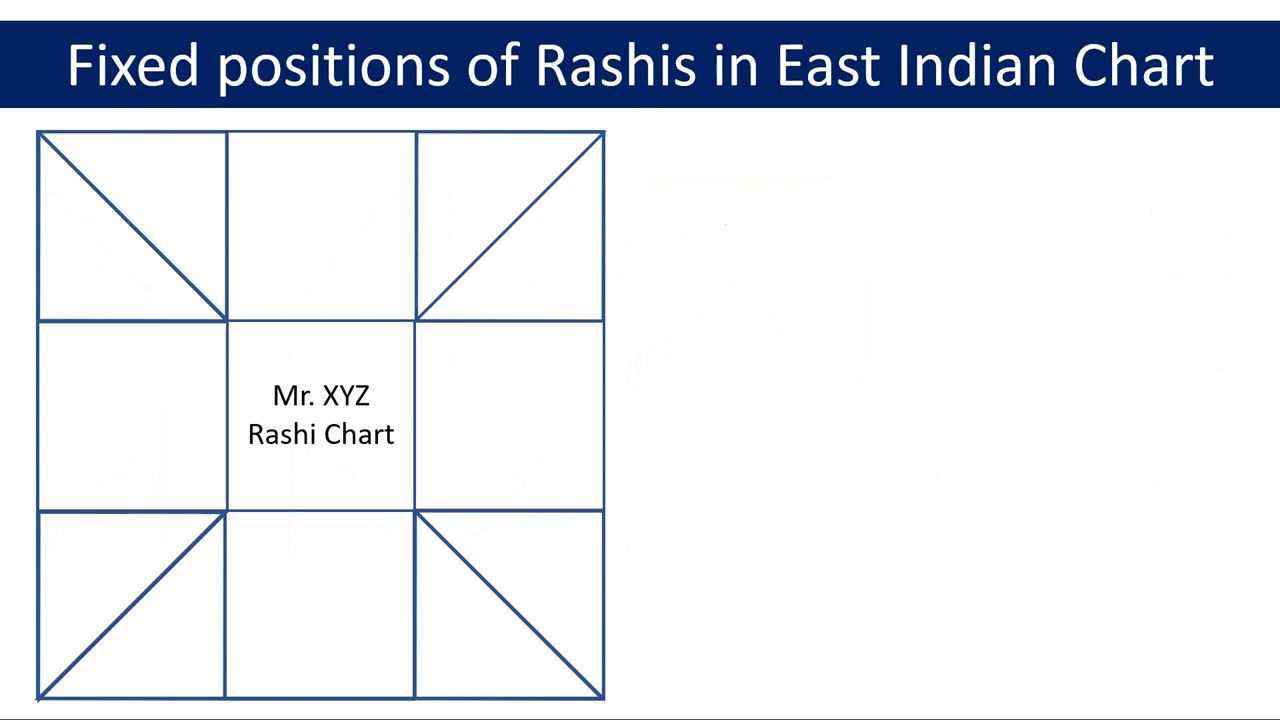 Fixed positions of Rashis in East Indian Chart
Mr. XYZ
Rashi Chart